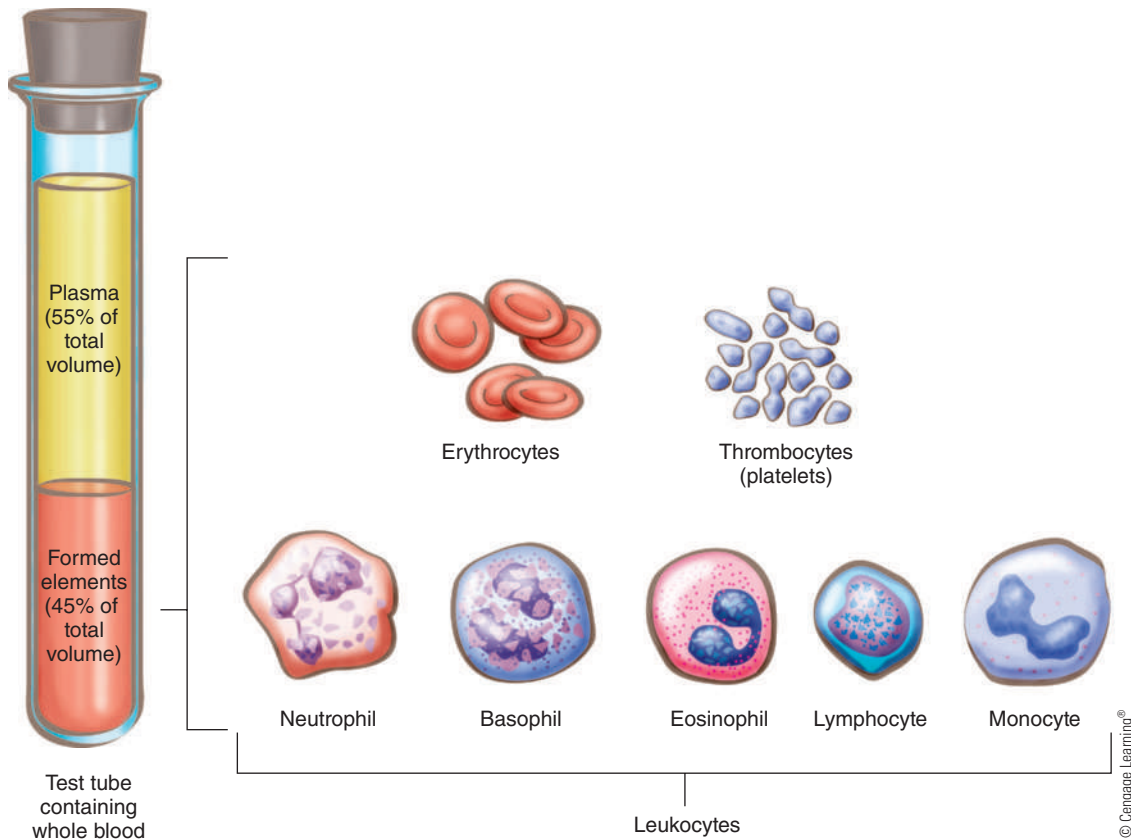 Plasma
(55% of
total
volume)
Formed
elements
(45% of
total
volume)
Test tube
containing
whole blood
Erythrocytes
Thrombocytes
(platelets)
Neutrophil
Basophil
Eosinophil
Lymphocyte
Monocyte
Leukocytes
© Cengage Learning®